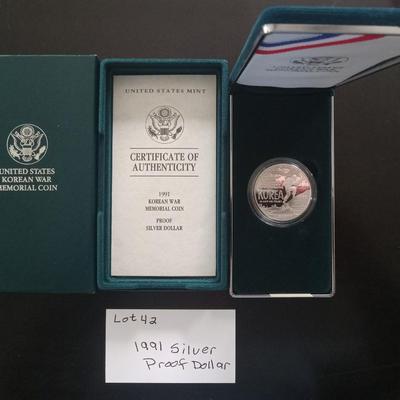 UNITED STATES
KOREAN WAR
MEMORIAL COIN
UNITED STATES MINT
CERTIFICATE OF
AUTHENTICITY
1991
KOREAN WAR
MEMORIAL COIN
PROOF
SILVER DOLLAR
KOREA
Lot 42
1991 Silver
Proof Dollar